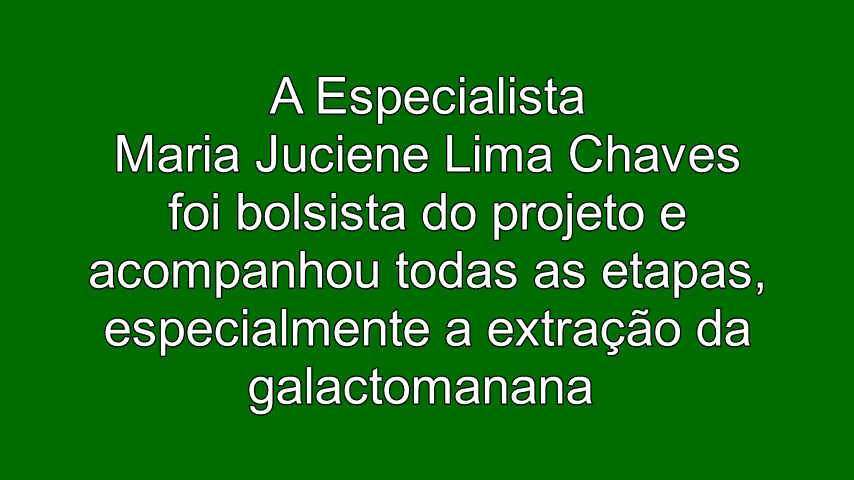 A Especialista
Maria Juciene Lima Chaves
foi bolsista do projeto e
acompanhou todas as etapas,
especialmente a extração da
galactomanana